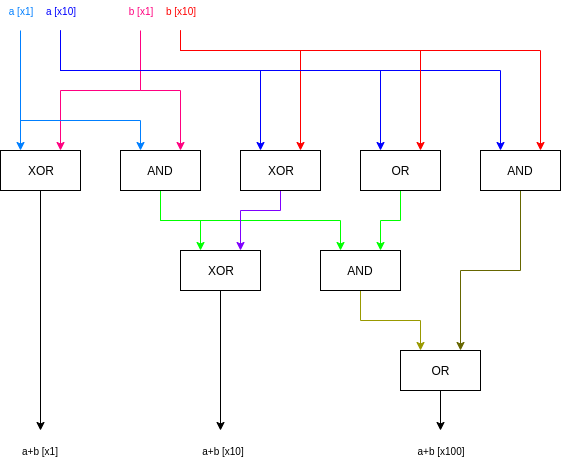 a [x1] a [x10] b [x1] b [x10]
XOR AND XOR OR AND
XOR AND
OR
a+b [x1] a+b [x10] a+b [x100]